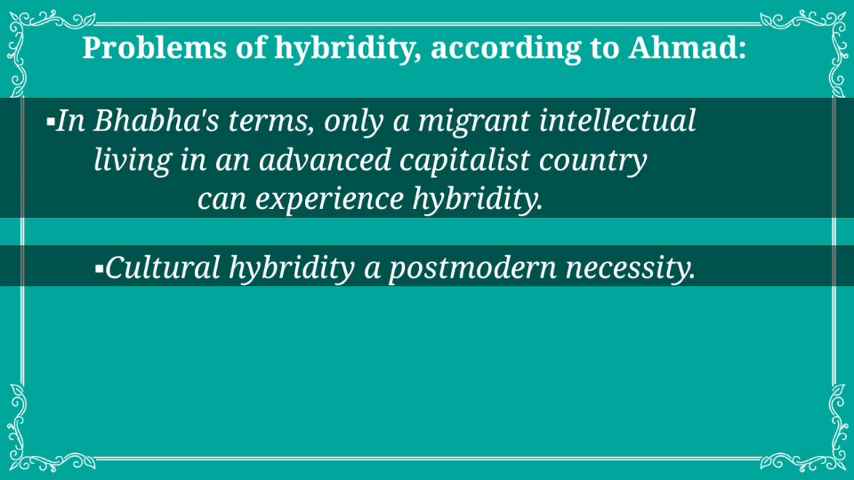 Problems of hybridity, according to Ahmad:
▪In Bhabha's terms, only a migrant intellectual
living in an advanced capitalist country
can experience hybridity.
▪Cultural hybridity a postmodern necessity.